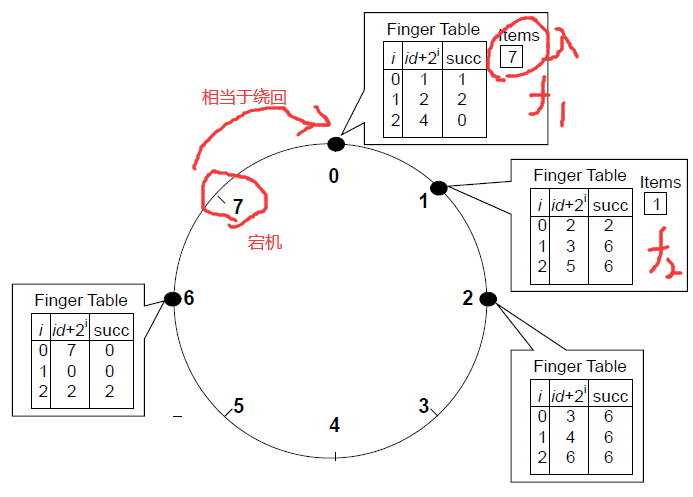 Finger Table
Items
i id+2^i succ
0 1 1
1 2 2
2 4 0
7
f1
相当于绕回
0
7
宕机
1
Finger Table
Items
i id+2^i succ
0 2 2
1 3 6
2 5 6
1
f2
6
2
Finger Table
i id+2^i succ
0 7 0
1 0 0
2 2 2
5
4
3
Finger Table
i id+2^i succ
0 3 6
1 4 6
2 6 6